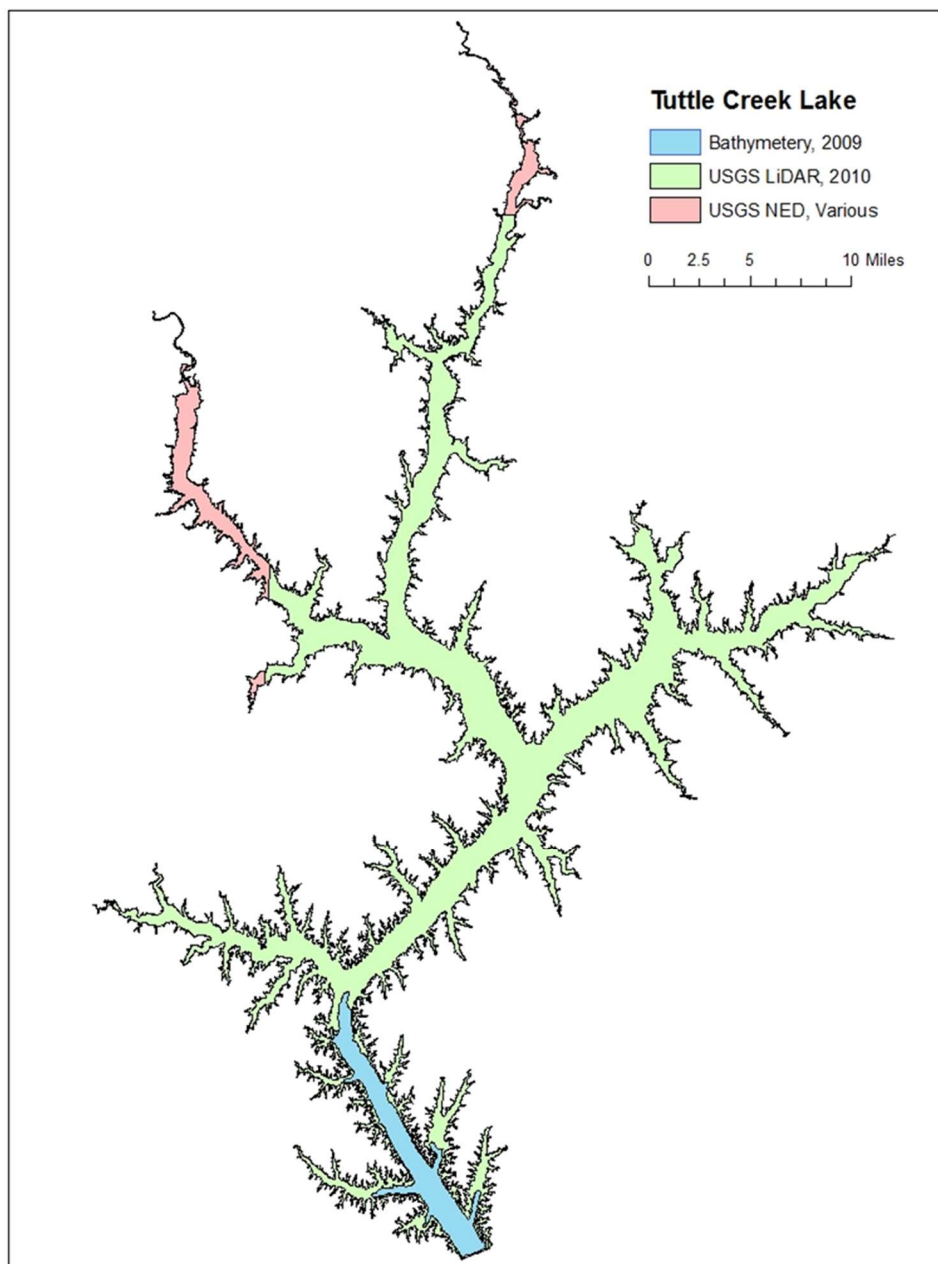 Tuttle Creek Lake
Bathymetery, 2009
USGS LiDAR, 2010
USGS NED, Various
0 2.5 5 10 Miles